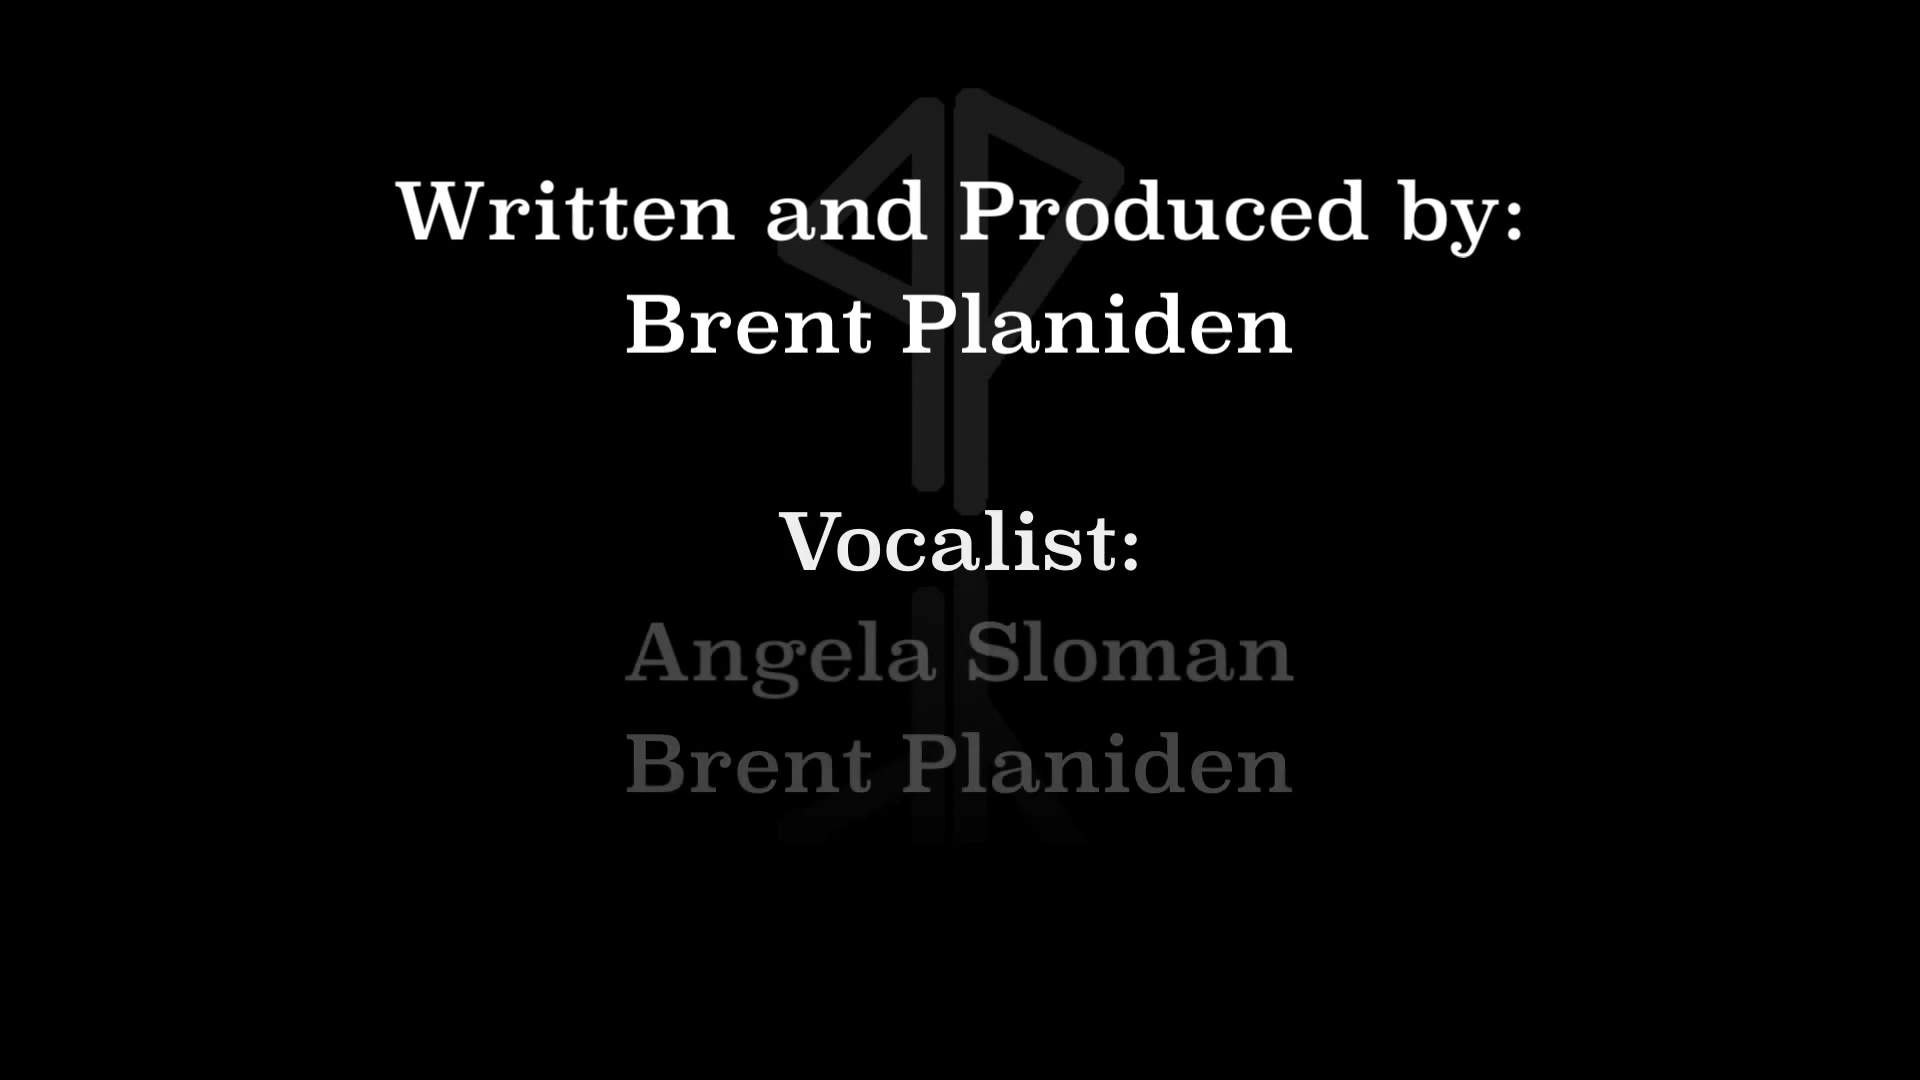 Written and Produced by:
Brent Planiden
Vocalist:
Angela Sloman
Brent Planiden